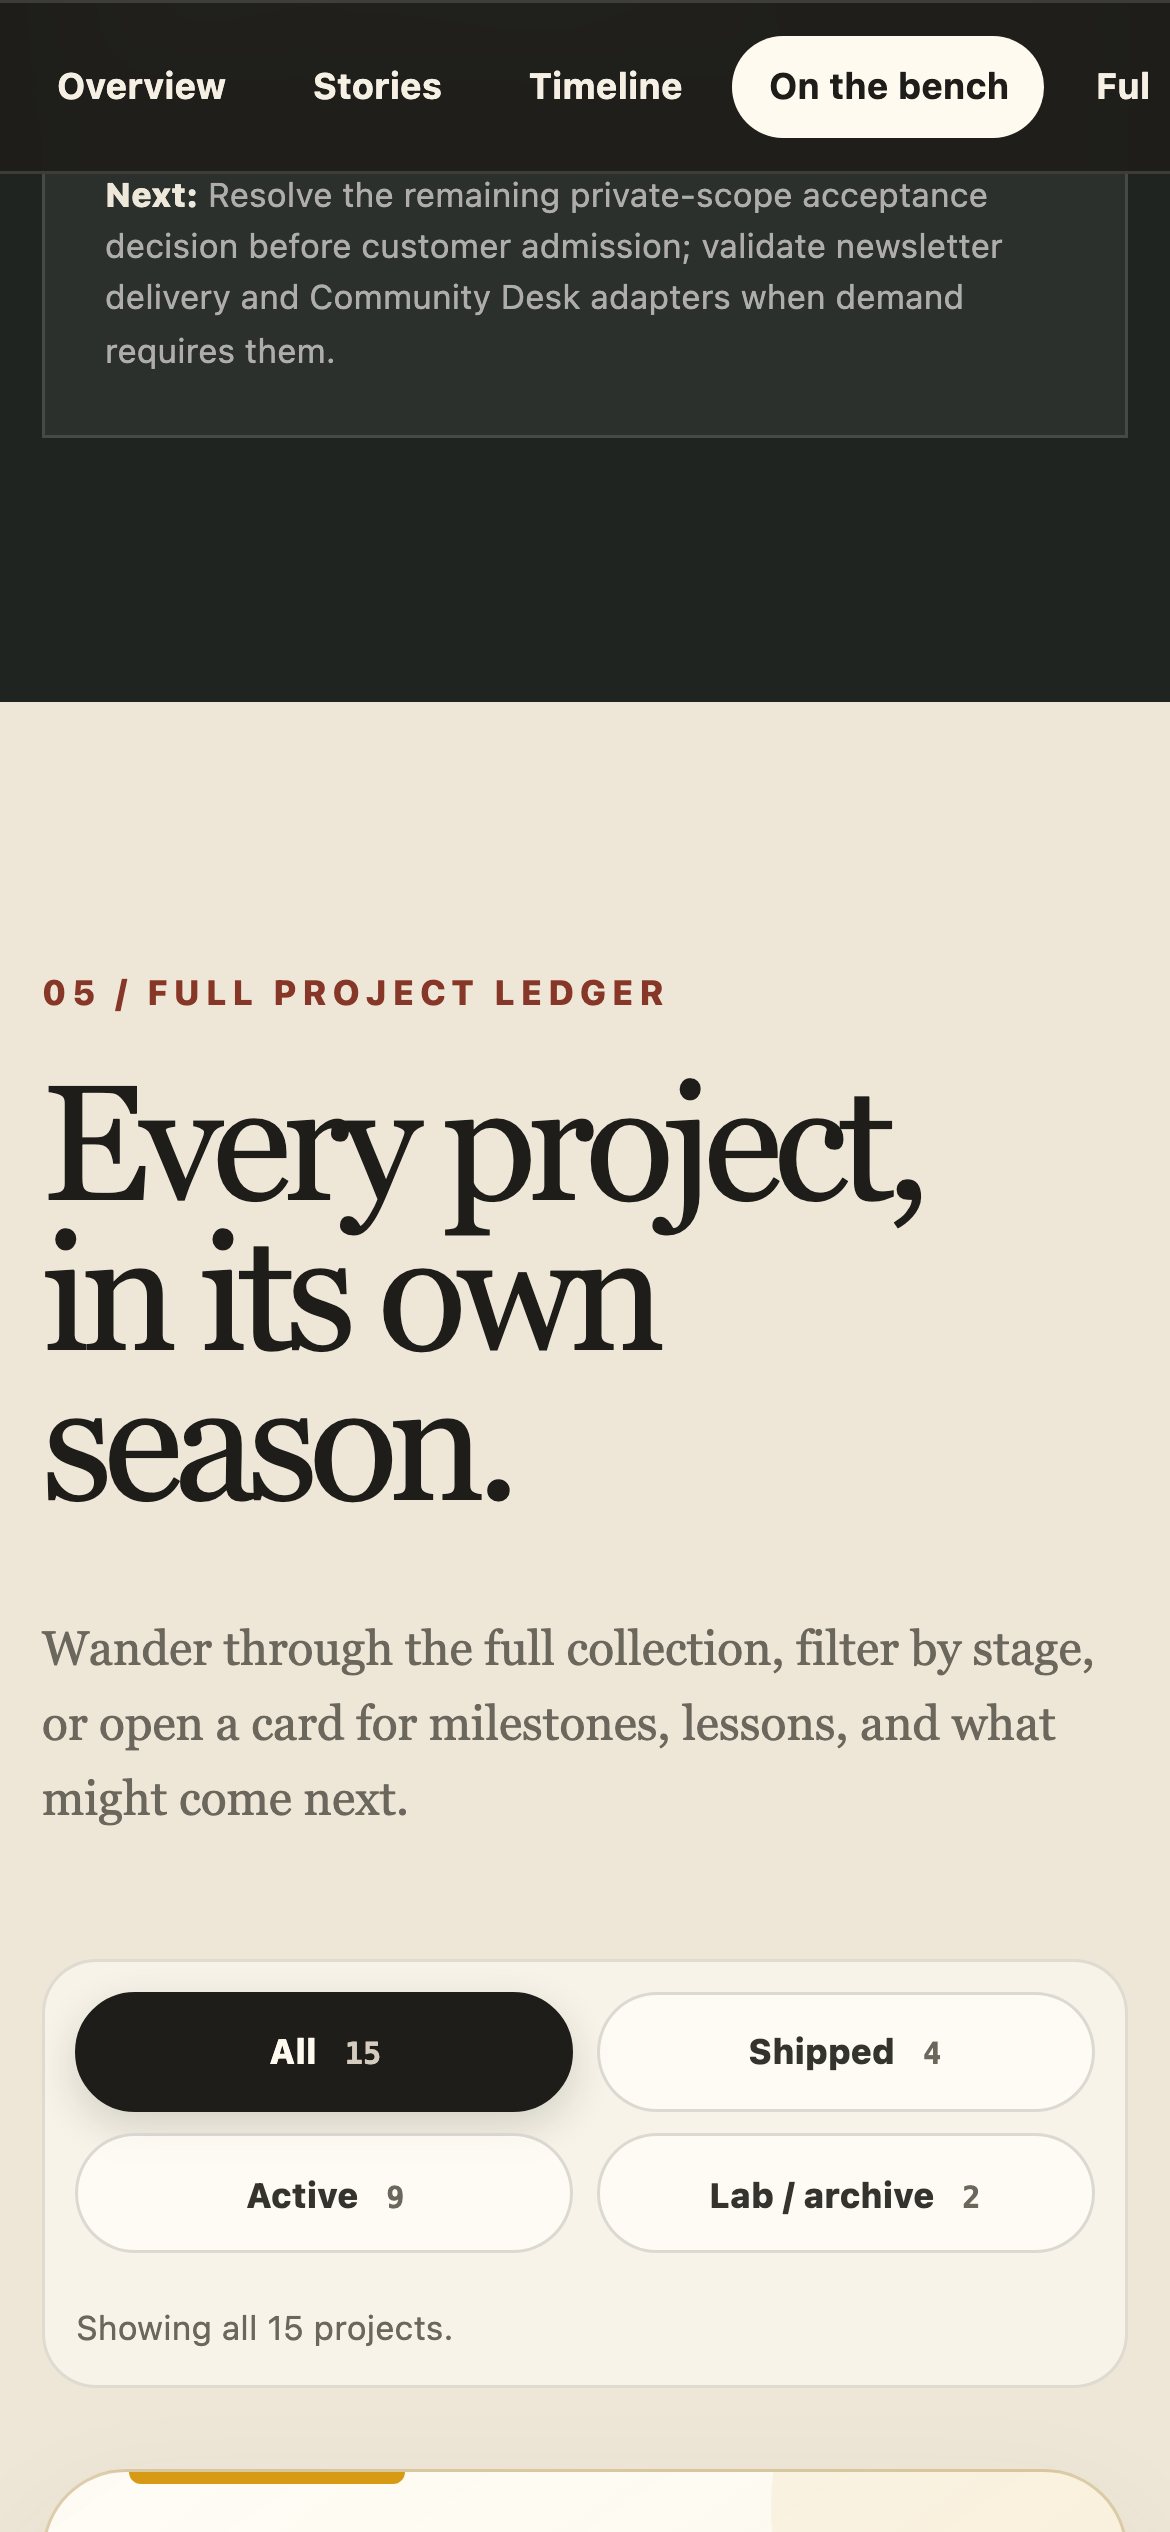 Overview Stories Timeline On the bench Ful
Next: Resolve the remaining private-scope acceptance
decision before customer admission; validate newsletter
delivery and Community Desk adapters when demand
requires them.
05 / FULL PROJECT LEDGER
Every project,
in its own
season.
Wander through the full collection, filter by stage,
or open a card for milestones, lessons, and what
might come next.
All 15 Shipped 4
Active 9 Lab / archive 2
Showing all 15 projects.